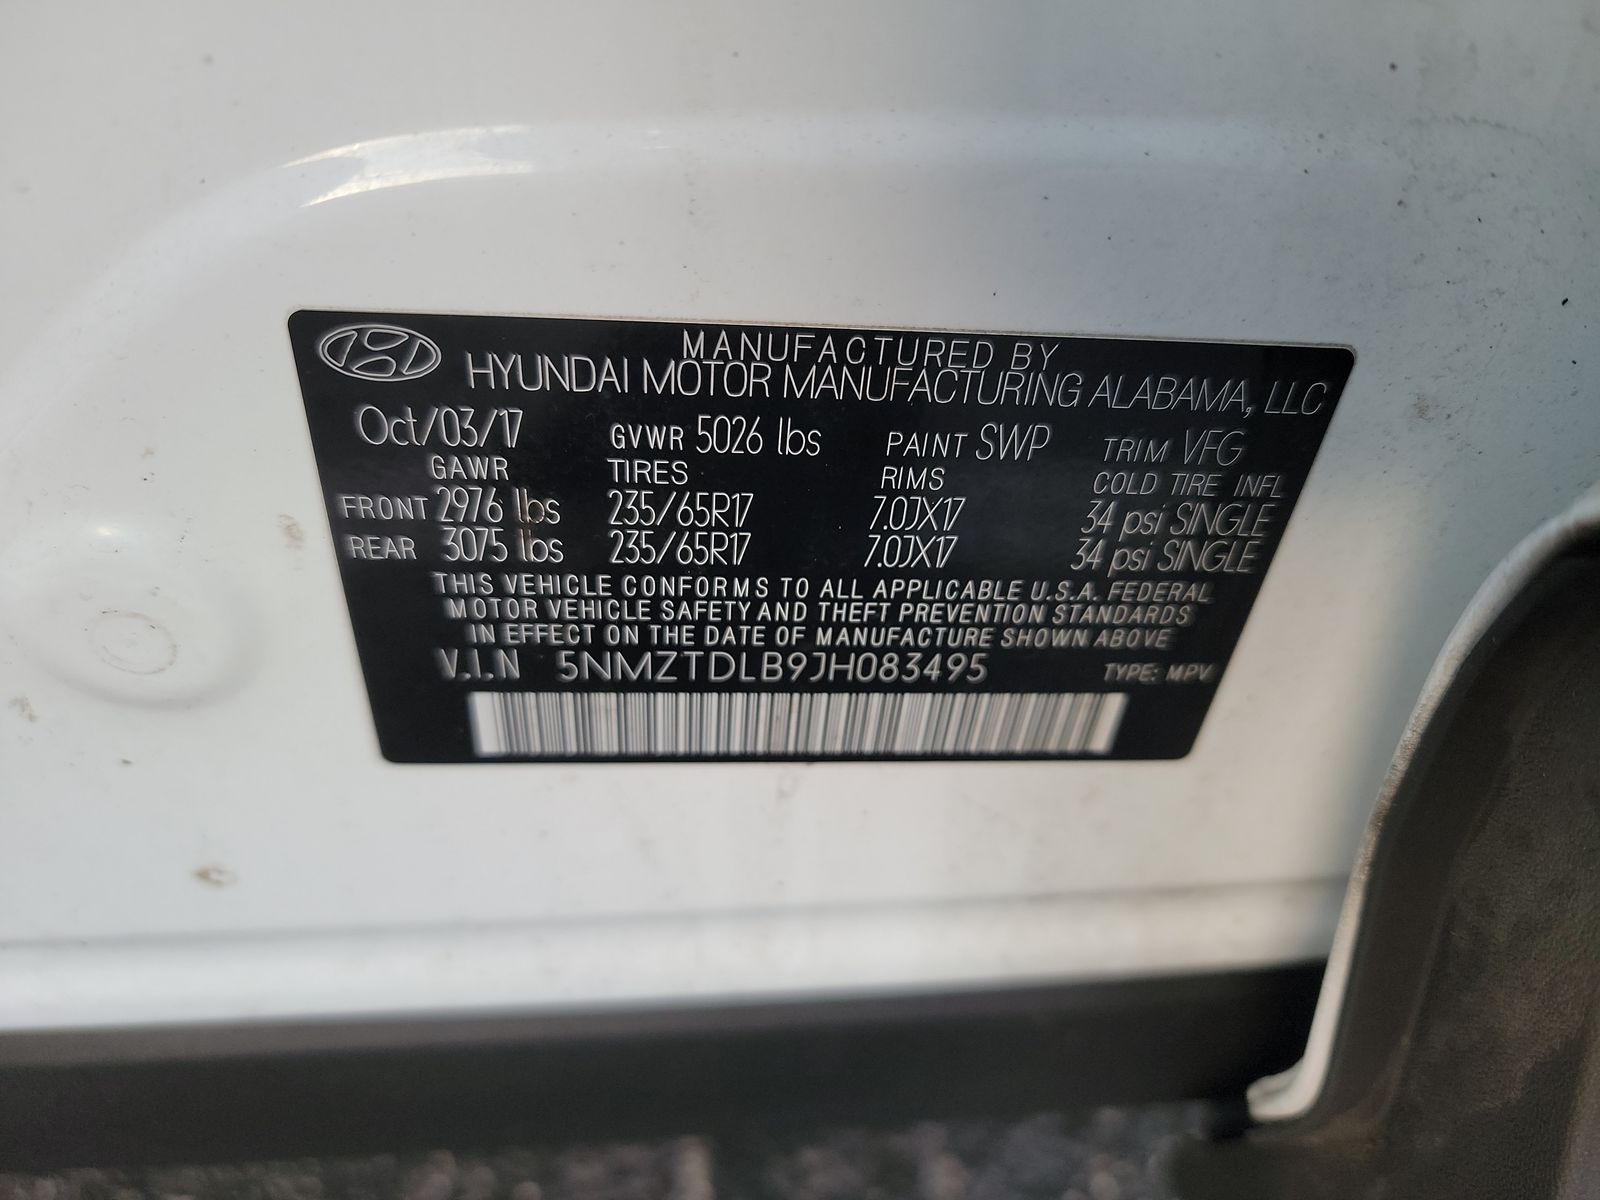 MANUFACTURED BY
HYUNDAI MOTOR MANUFACTURING ALABAMA, LLC
Oct/03/17 GVWR 5026 lbs PAINT SWP TRIM VFG
GAWR TIRES RIMS COLD TIRE INFL
FRONT 2976 lbs 235/65R17 7.0JX17 34 psi SINGLE
REAR 3075 lbs 235/65R17 7.0JX17 34 psi SINGLE
THIS VEHICLE CONFORMS TO ALL APPLICABLE U.S.A. FEDERAL
MOTOR VEHICLE SAFETY AND THEFT PREVENTION STANDARDS
IN EFFECT ON THE DATE OF MANUFACTURE SHOWN ABOVE
V.I.N 5NMZTDLB9JH083495 TYPE: MPV